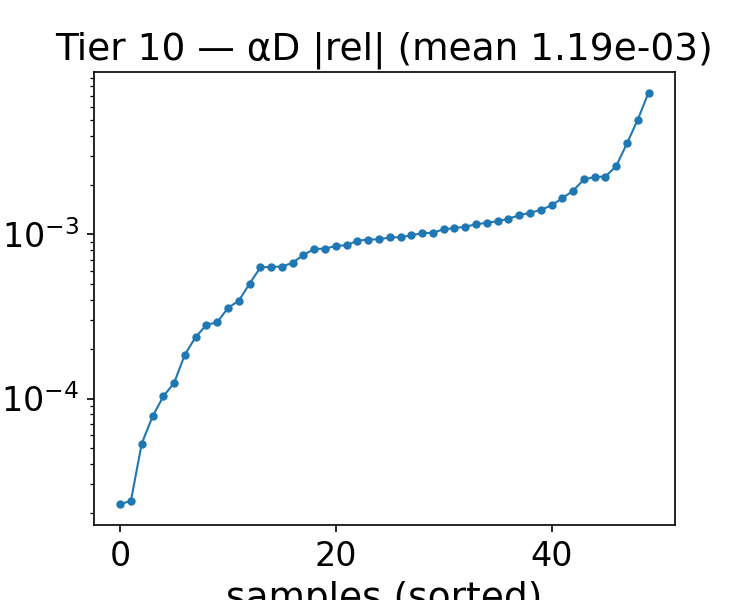 Tier 10 — αD |rel| (mean 1.19e-03)
10⁻³
10⁻⁴
0 20 40
samples (sorted)